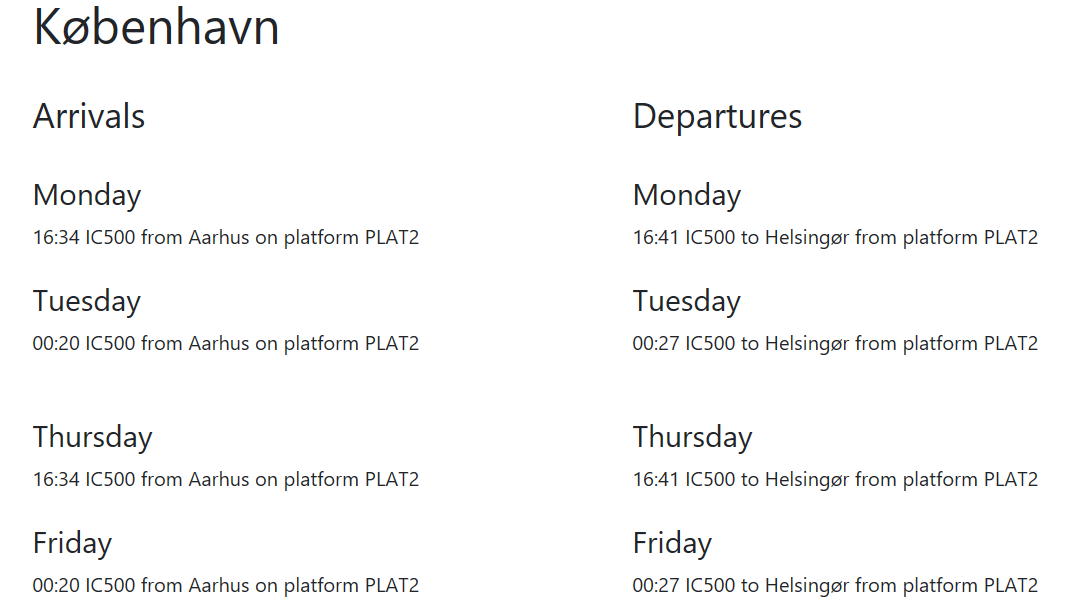 København
Arrivals
Monday
16:34 IC500 from Aarhus on platform PLAT2
Tuesday
00:20 IC500 from Aarhus on platform PLAT2
Thursday
16:34 IC500 from Aarhus on platform PLAT2
Friday
00:20 IC500 from Aarhus on platform PLAT2
Departures
Monday
16:41 IC500 to Helsingør from platform PLAT2
Tuesday
00:27 IC500 to Helsingør from platform PLAT2
Thursday
16:41 IC500 to Helsingør from platform PLAT2
Friday
00:27 IC500 to Helsingør from platform PLAT2